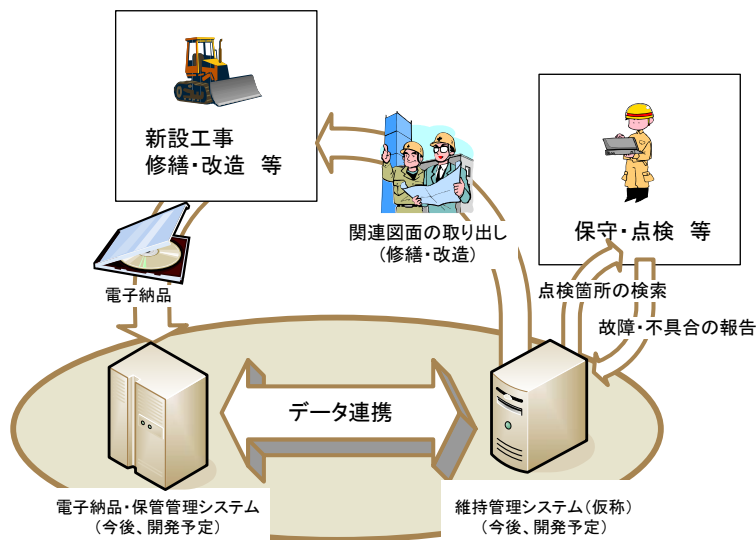 新設工事
修繕・改造 等
保守・点検 等
関連図面の取り出し
(修繕・改造)
電子納品
点検箇所の検索
故障・不具合の報告
データ連携
電子納品・保管管理システム
(今後、開発予定)
維持管理システム(仮称)
(今後、開発予定)